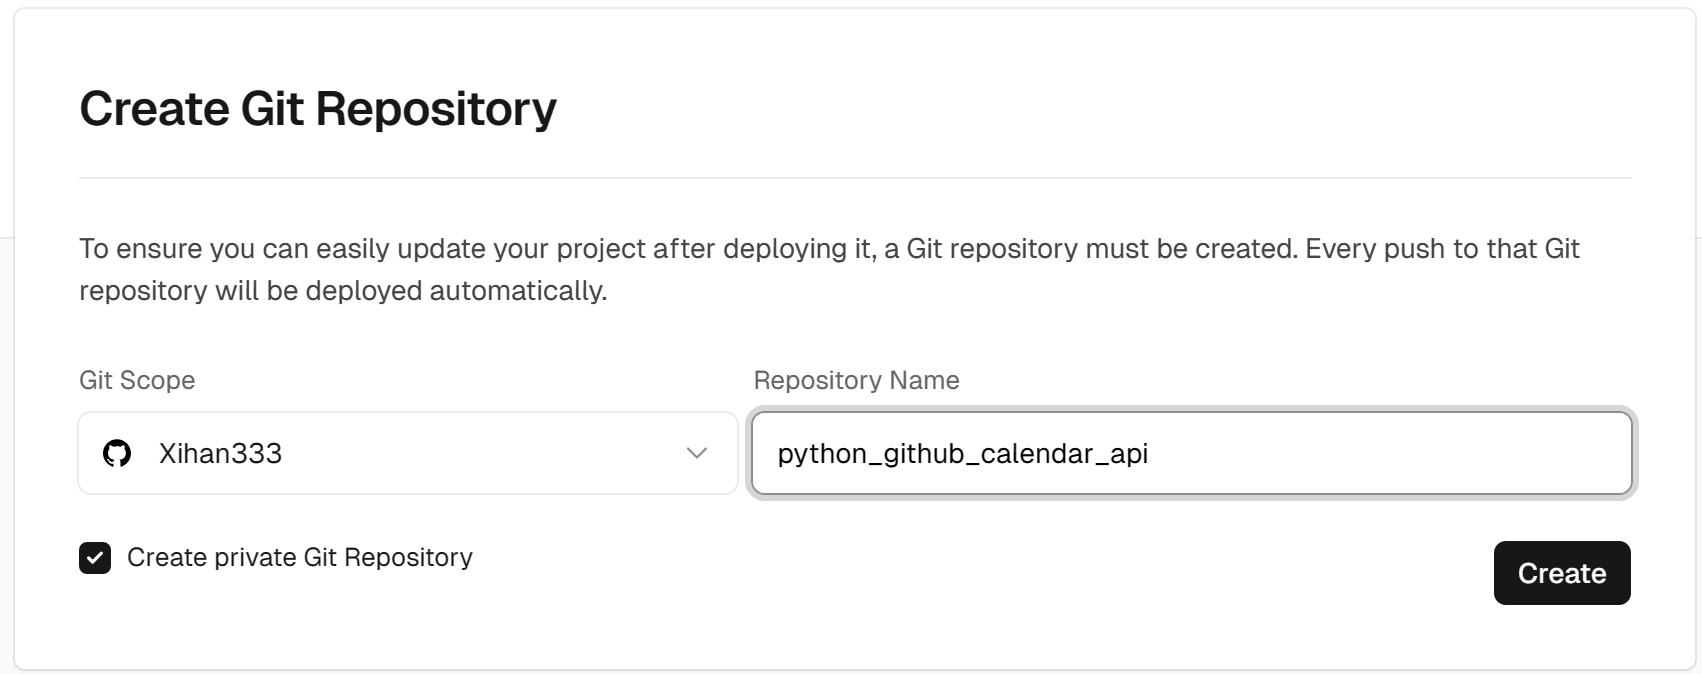 Create Git Repository
To ensure you can easily update your project after deploying it, a Git repository must be created. Every push to that Git
repository will be deployed automatically.
Git Scope
Repository Name
Xihan333
python_github_calendar_api
Create private Git Repository
Create